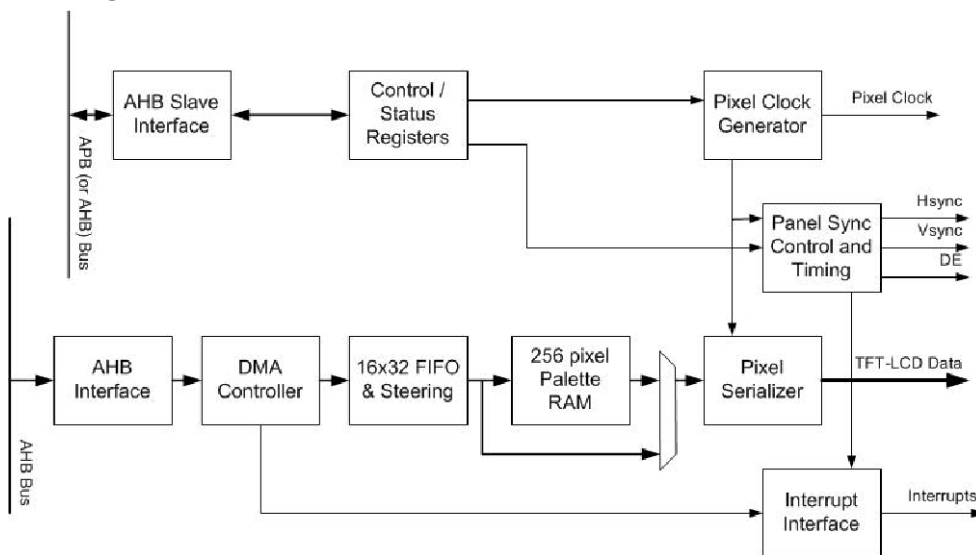 AHB Slave
Interface
Control /
Status
Registers
Pixel Clock
Generator
Pixel Clock
APB (or AHB) Bus
Hsync
Panel Sync
Control and
Timing
Vsync
DE
AHB
Interface
DMA
Controller
16x32 FIFO
& Steering
256 pixel
Palette
RAM
Pixel
Serializer
TFT-LCD Data
AHB Bus
Interrupt
Interface
Interrupts